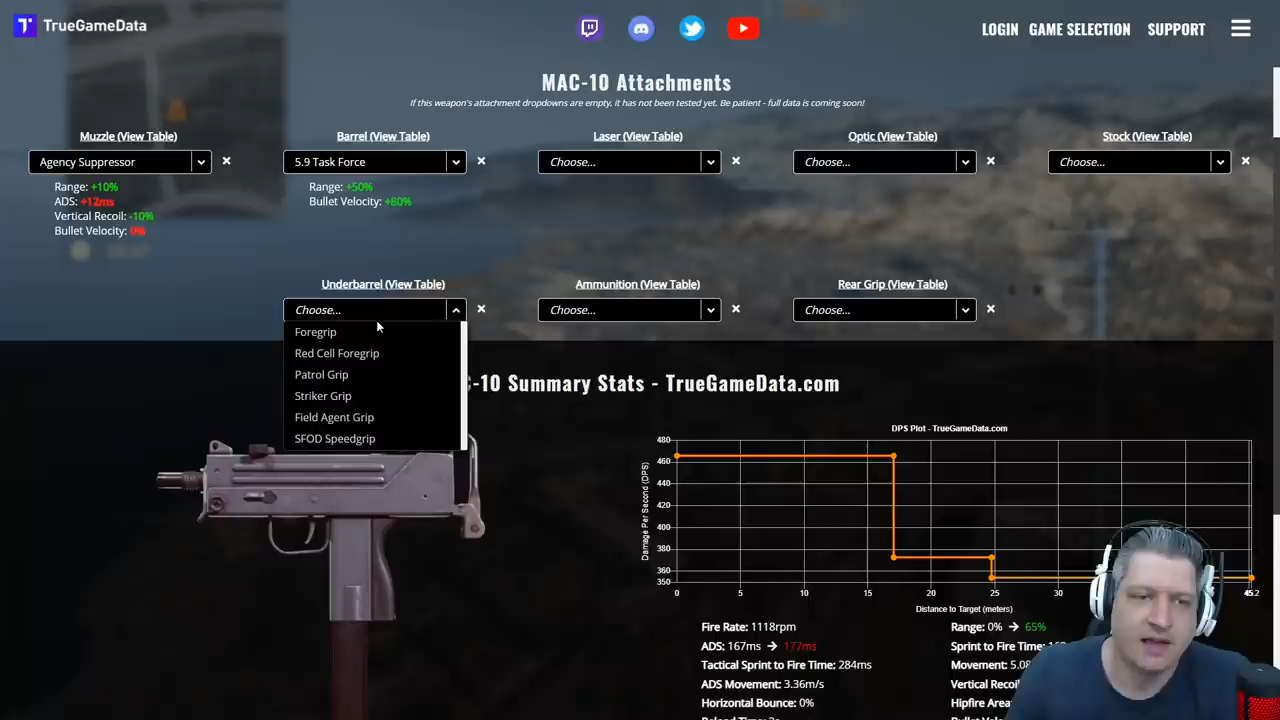 TrueGameData
LOGIN GAME SELECTION SUPPORT
MAC-10 Attachments
If this weapon's attachment dropdowns are empty, it has not been tested yet. Be patient - full data is coming soon!
Muzzle (View Table)
Agency Suppressor
Range: +10%
ADS: +12ms
Vertical Recoil: -10%
Bullet Velocity: 0%
Barrel (View Table)
5.9 Task Force
Range: +50%
Bullet Velocity: +80%
Laser (View Table)
Choose...
Optic (View Table)
Choose...
Stock (View Table)
Choose...
Underbarrel (View Table)
Choose...
Foregrip
Red Cell Foregrip
Patrol Grip
Striker Grip
Field Agent Grip
SFOD Speedgrip
Ammunition (View Table)
Choose...
Rear Grip (View Table)
Choose...
-10 Summary Stats - TrueGameData.com
DPS Plot - TrueGameData.com
Damage Per Second (DPS)
480
460
440
420
400
380
360
350
0 5 10 15 20 25 30 45.2
Distance to Target (meters)
Fire Rate: 1118rpm
ADS: 167ms → 177ms
Tactical Sprint to Fire Time: 284ms
ADS Movement: 3.36m/s
Horizontal Bounce: 0%
Range: 0% → 65%
Sprint to Fire Time:
Movement: 5.08
Vertical Recoil:
Hipfire Area: